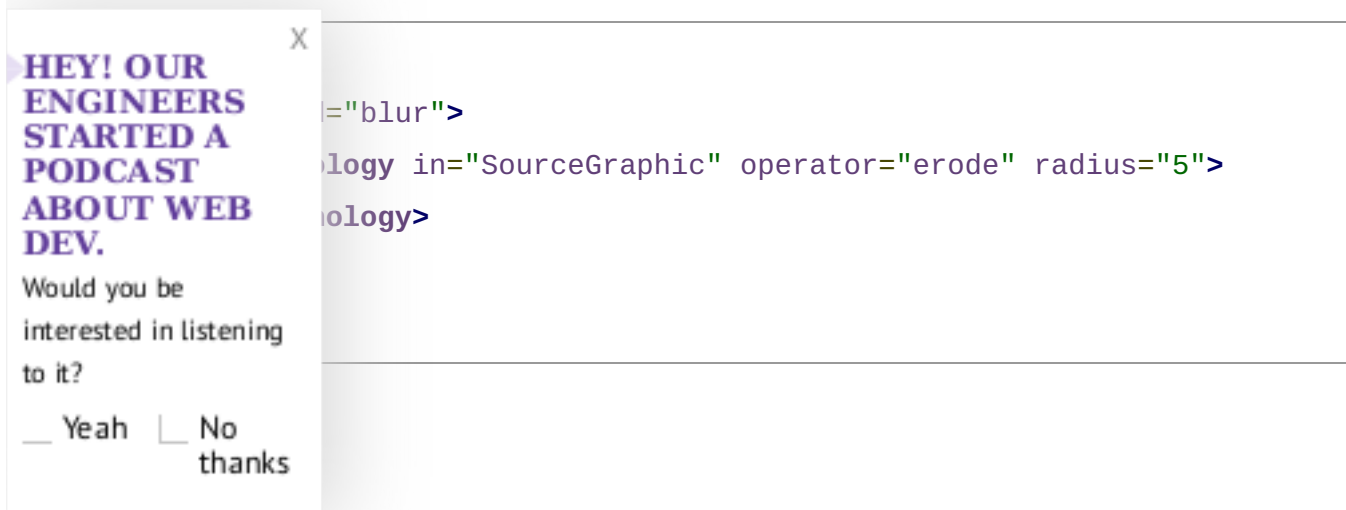 X
HEY! OUR
ENGINEERS
STARTED A
PODCAST
ABOUT WEB
DEV.
Would you be
interested in listening
to it?
Yeah
No
thanks
="blur">
ology in="SourceGraphic" operator="erode" radius="5">
ology>